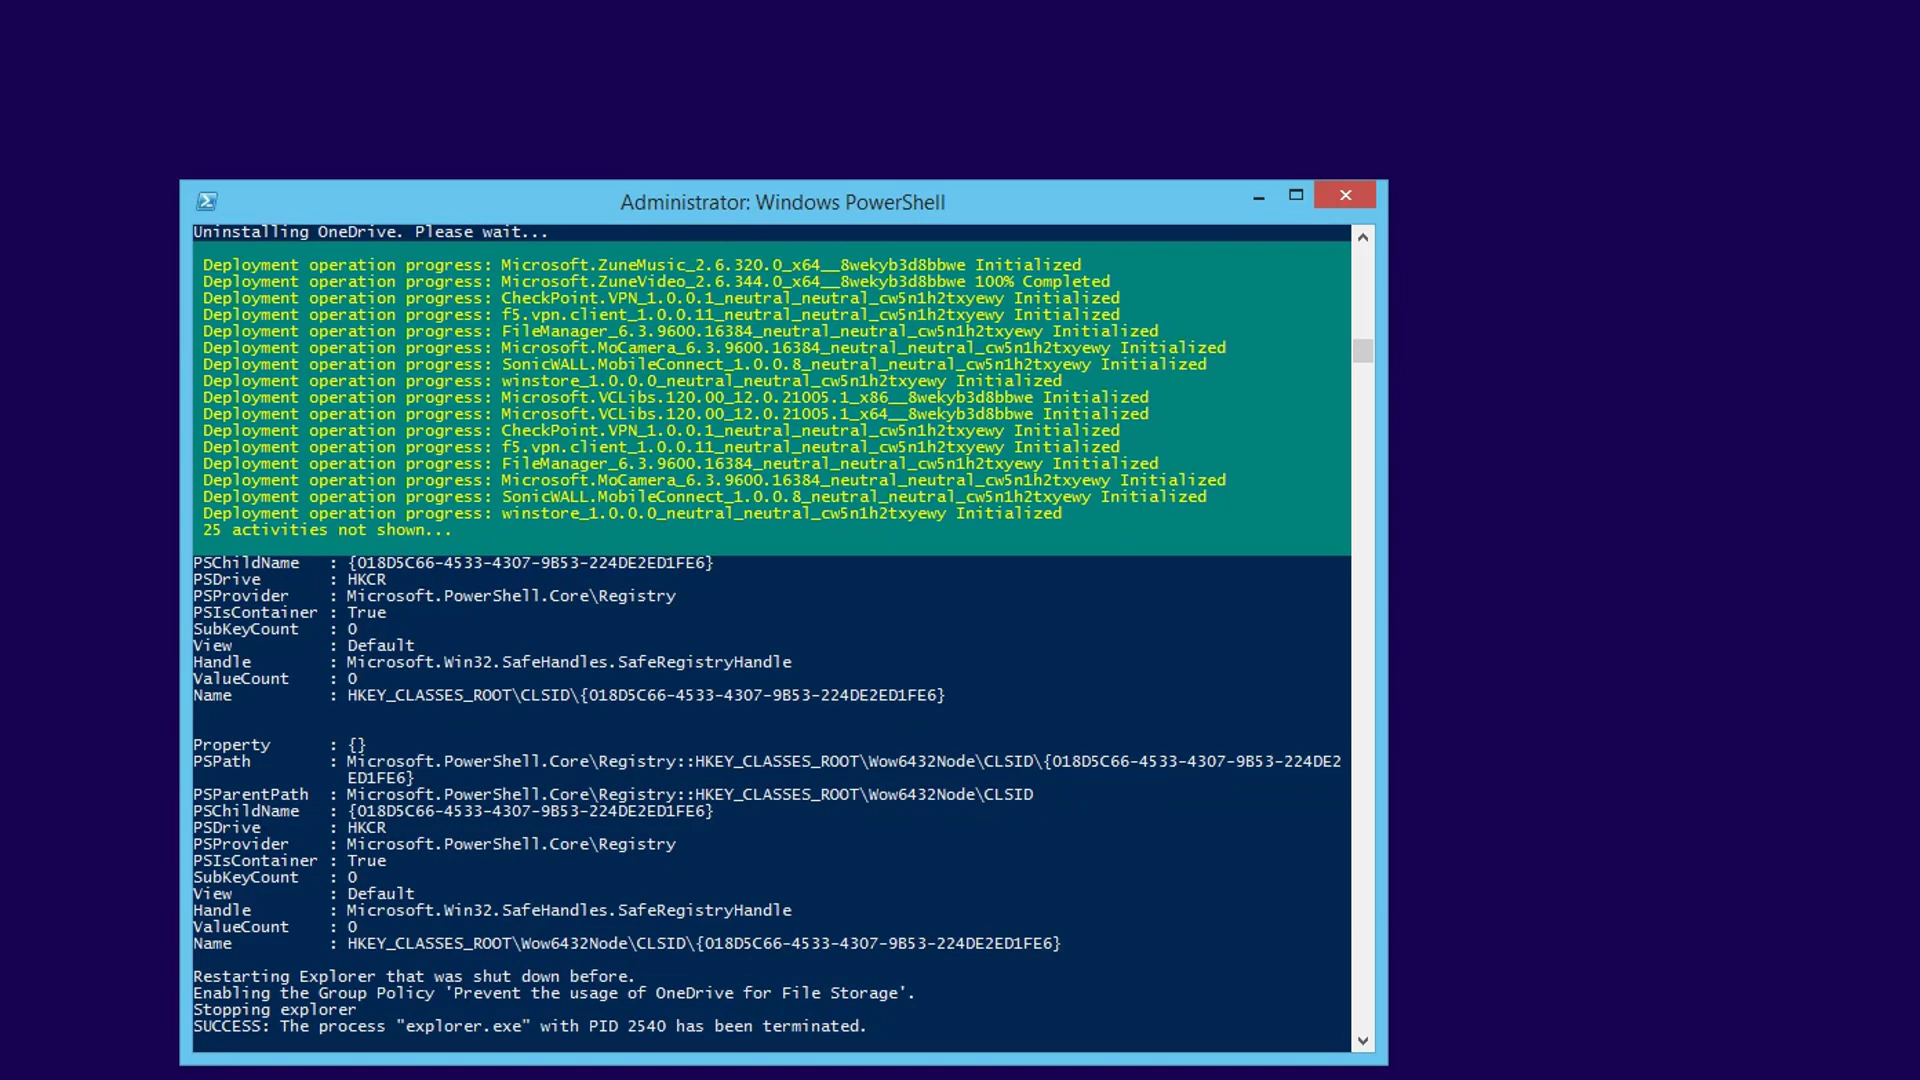 Administrator: Windows PowerShell
Uninstalling OneDrive. Please wait...
Deployment operation progress: Microsoft.ZuneMusic_2.6.320.0_x64__8wekyb3d8bbwe Initialized
Deployment operation progress: Microsoft.ZuneVideo_2.6.344.0_x64__8wekyb3d8bbwe 100% Completed
Deployment operation progress: CheckPoint.VPN_1.0.0.1_neutral_neutral_cw5n1h2txyewy Initialized
Deployment operation progress: f5.vpn.client_1.0.0.11_neutral_neutral_cw5n1h2txyewy Initialized
Deployment operation progress: FileManager_6.3.9600.16384_neutral_neutral_cw5n1h2txyewy Initialized
Deployment operation progress: Microsoft.MoCamera_6.3.9600.16384_neutral_neutral_cw5n1h2txyewy Initialized
Deployment operation progress: SonicWALL.MobileConnect_1.0.0.8_neutral_neutral_cw5n1h2txyewy Initialized
Deployment operation progress: winstore_1.0.0.0_neutral_neutral_cw5n1h2txyewy Initialized
Deployment operation progress: Microsoft.VCLibs.120.00_12.0.21005.1_x86__8wekyb3d8bbwe Initialized
Deployment operation progress: Microsoft.VCLibs.120.00_12.0.21005.1_x64__8wekyb3d8bbwe Initialized
Deployment operation progress: CheckPoint.VPN_1.0.0.1_neutral_neutral_cw5n1h2txyewy Initialized
Deployment operation progress: f5.vpn.client_1.0.0.11_neutral_neutral_cw5n1h2txyewy Initialized
Deployment operation progress: FileManager_6.3.9600.16384_neutral_neutral_cw5n1h2txyewy Initialized
Deployment operation progress: Microsoft.MoCamera_6.3.9600.16384_neutral_neutral_cw5n1h2txyewy Initialized
Deployment operation progress: SonicWALL.MobileConnect_1.0.0.8_neutral_neutral_cw5n1h2txyewy Initialized
Deployment operation progress: winstore_1.0.0.0_neutral_neutral_cw5n1h2txyewy Initialized
25 activities not shown...
PSChildName : {018D5C66-4533-4307-9B53-224DE2ED1FE6}
PSDrive : HKCR
PSProvider : Microsoft.PowerShell.Core\Registry
PSIsContainer : True
SubKeyCount : 0
View : Default
Handle : Microsoft.Win32.SafeHandles.SafeRegistryHandle
ValueCount : 0
Name : HKEY_CLASSES_ROOT\CLSID\{018D5C66-4533-4307-9B53-224DE2ED1FE6}
Property : {}
PSPath : Microsoft.PowerShell.Core\Registry::HKEY_CLASSES_ROOT\Wow6432Node\CLSID\{018D5C66-4533-4307-9B53-224DE2
ED1FE6}
PSParentPath : Microsoft.PowerShell.Core\Registry::HKEY_CLASSES_ROOT\Wow6432Node\CLSID
PSChildName : {018D5C66-4533-4307-9B53-224DE2ED1FE6}
PSDrive : HKCR
PSProvider : Microsoft.PowerShell.Core\Registry
PSIsContainer : True
SubKeyCount : 0
View : Default
Handle : Microsoft.Win32.SafeHandles.SafeRegistryHandle
ValueCount : 0
Name : HKEY_CLASSES_ROOT\Wow6432Node\CLSID\{018D5C66-4533-4307-9B53-224DE2ED1FE6}
Restarting Explorer that was shut down before.
Enabling the Group Policy 'Prevent the usage of OneDrive for File Storage'.
Stopping explorer
SUCCESS: The process "explorer.exe" with PID 2540 has been terminated.